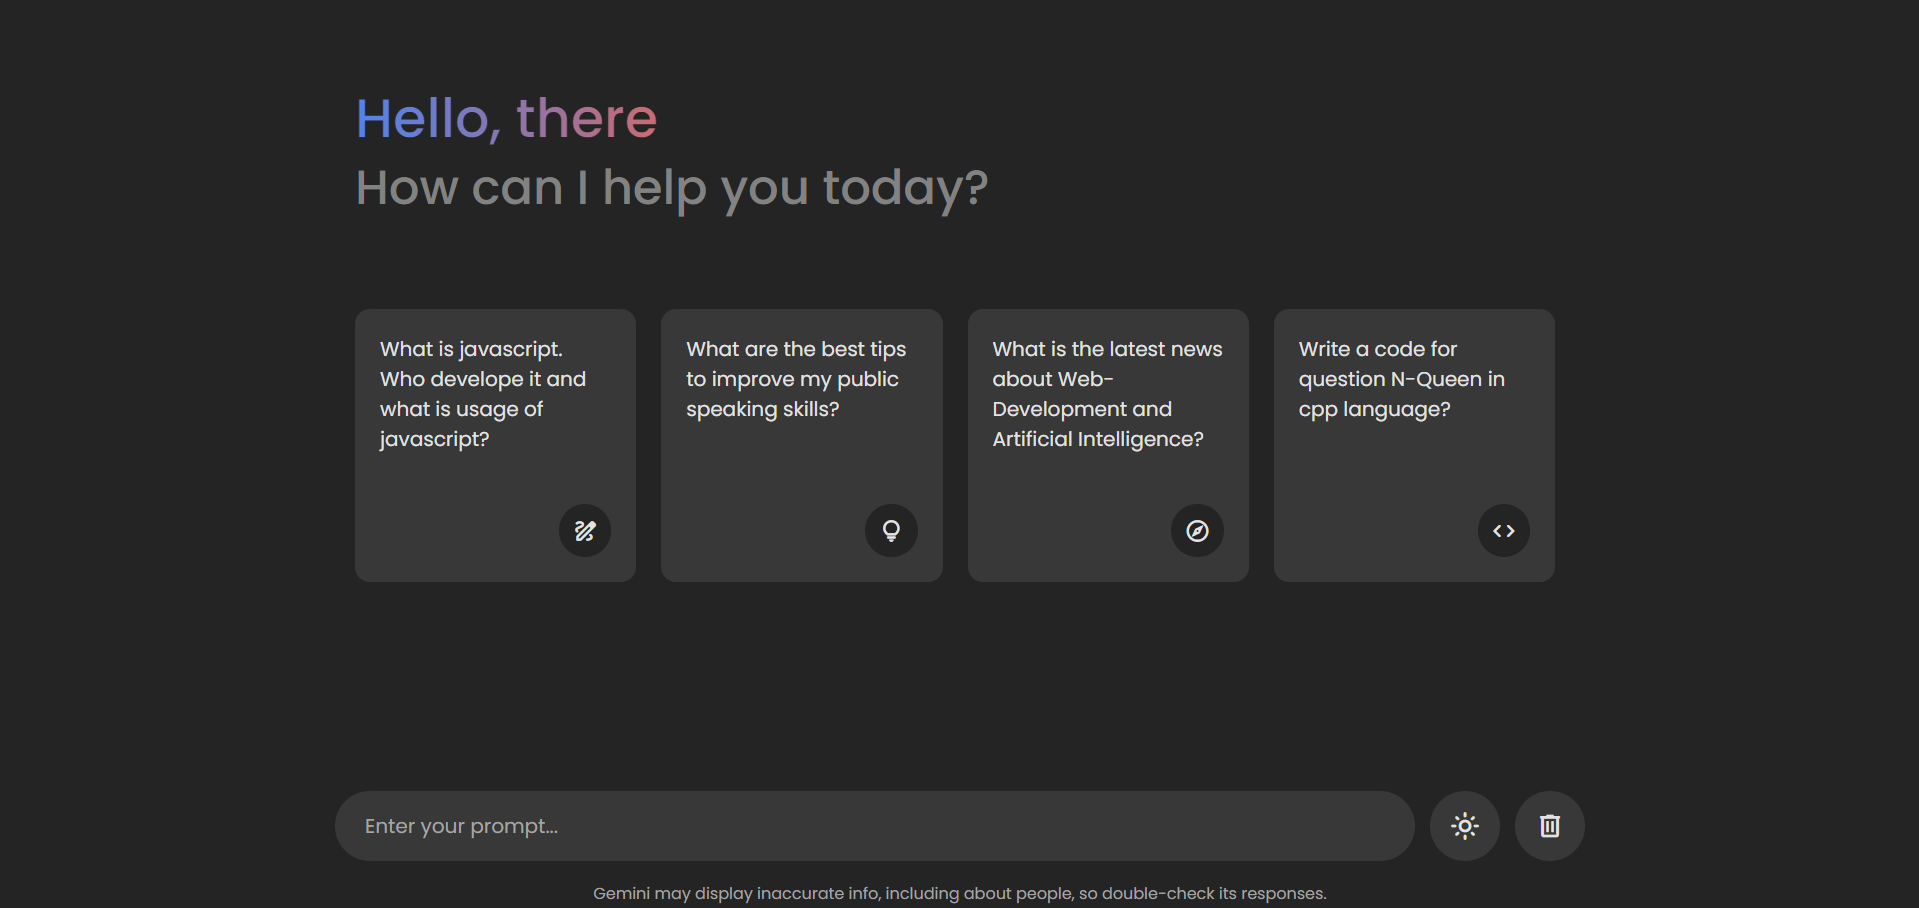 Hello, there
How can I help you today?
What is javascript.
Who develope it and
what is usage of
javascript?
What are the best tips
to improve my public
speaking skills?
What is the latest news
about Web-
Development and
Artificial Intelligence?
Write a code for
question N-Queen in
cpp language?
Enter your prompt...
Gemini may display inaccurate info, including about people, so double-check its responses.